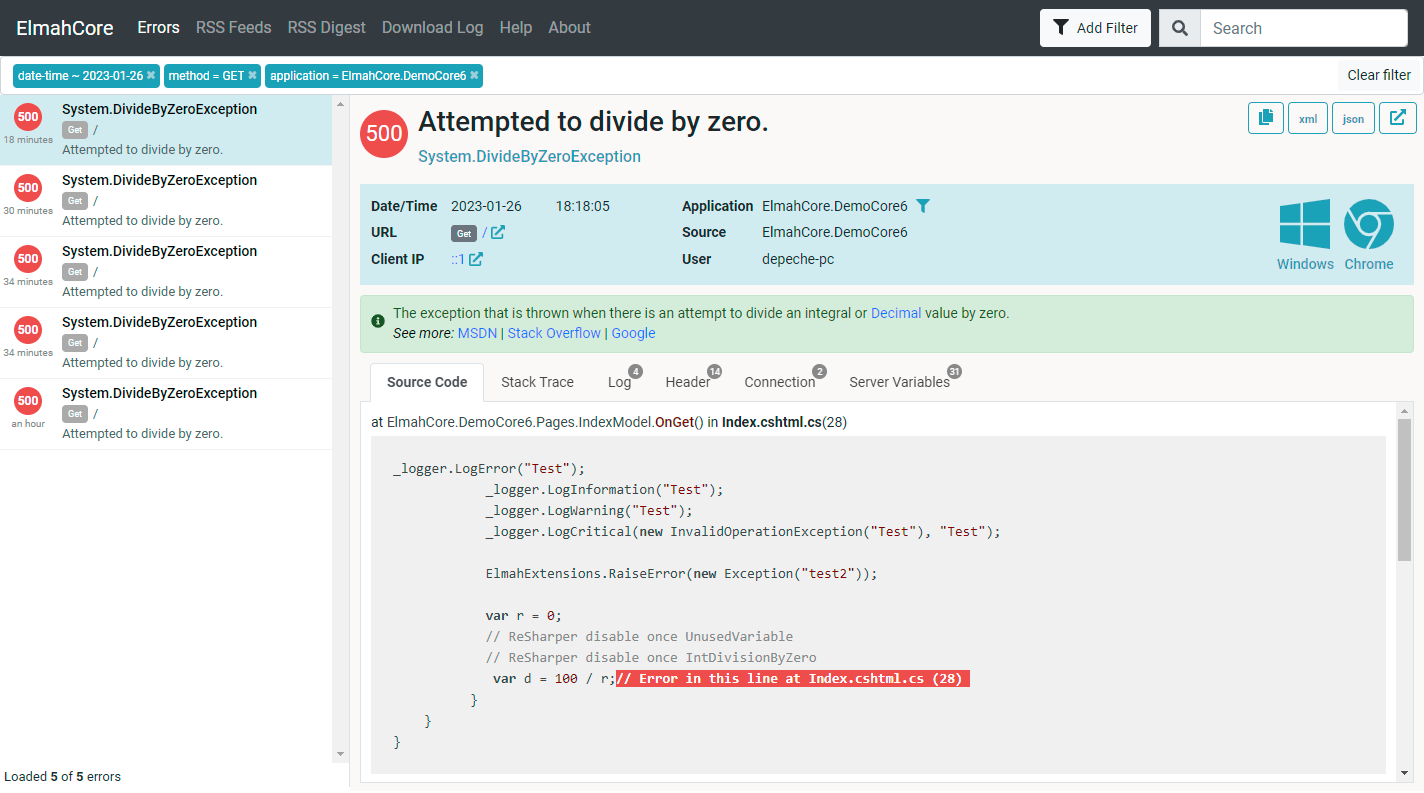 ElmahCore Errors RSS Feeds RSS Digest Download Log Help About Add Filter Search
date-time ~ 2023-01-26 ✖ method = GET ✖ application = ElmahCore.DemoCore6 ✖ Clear filter
500 System.DivideByZeroException
Get /
18 minutes
Attempted to divide by zero.
500 System.DivideByZeroException
Get /
30 minutes
Attempted to divide by zero.
500 System.DivideByZeroException
Get /
34 minutes
Attempted to divide by zero.
500 System.DivideByZeroException
Get /
34 minutes
Attempted to divide by zero.
500 System.DivideByZeroException
Get /
an hour
Attempted to divide by zero.
Loaded 5 of 5 errors
500 Attempted to divide by zero.
xml json
System.DivideByZeroException
Date/Time 2023-01-26 18:18:05 Application ElmahCore.DemoCore6
URL Get / Source ElmahCore.DemoCore6
Client IP ::1 User depeche-pc
Windows Chrome
The exception that is thrown when there is an attempt to divide an integral or Decimal value by zero.
See more: MSDN | Stack Overflow | Google
Source Code Stack Trace Log 4 Header 14 Connection 2 Server Variables 31
at ElmahCore.DemoCore6.Pages.IndexModel.OnGet() in Index.cshtml.cs(28)
_logger.LogError("Test");
_logger.LogInformation("Test");
_logger.LogWarning("Test");
_logger.LogCritical(new InvalidOperationException("Test"), "Test");
ElmahExtensions.RaiseError(new Exception("test2"));
var r = 0;
// ReSharper disable once UnusedVariable
// ReSharper disable once IntDivisionByZero
var d = 100 / r;// Error in this line at Index.cshtml.cs (28)
}
}
}